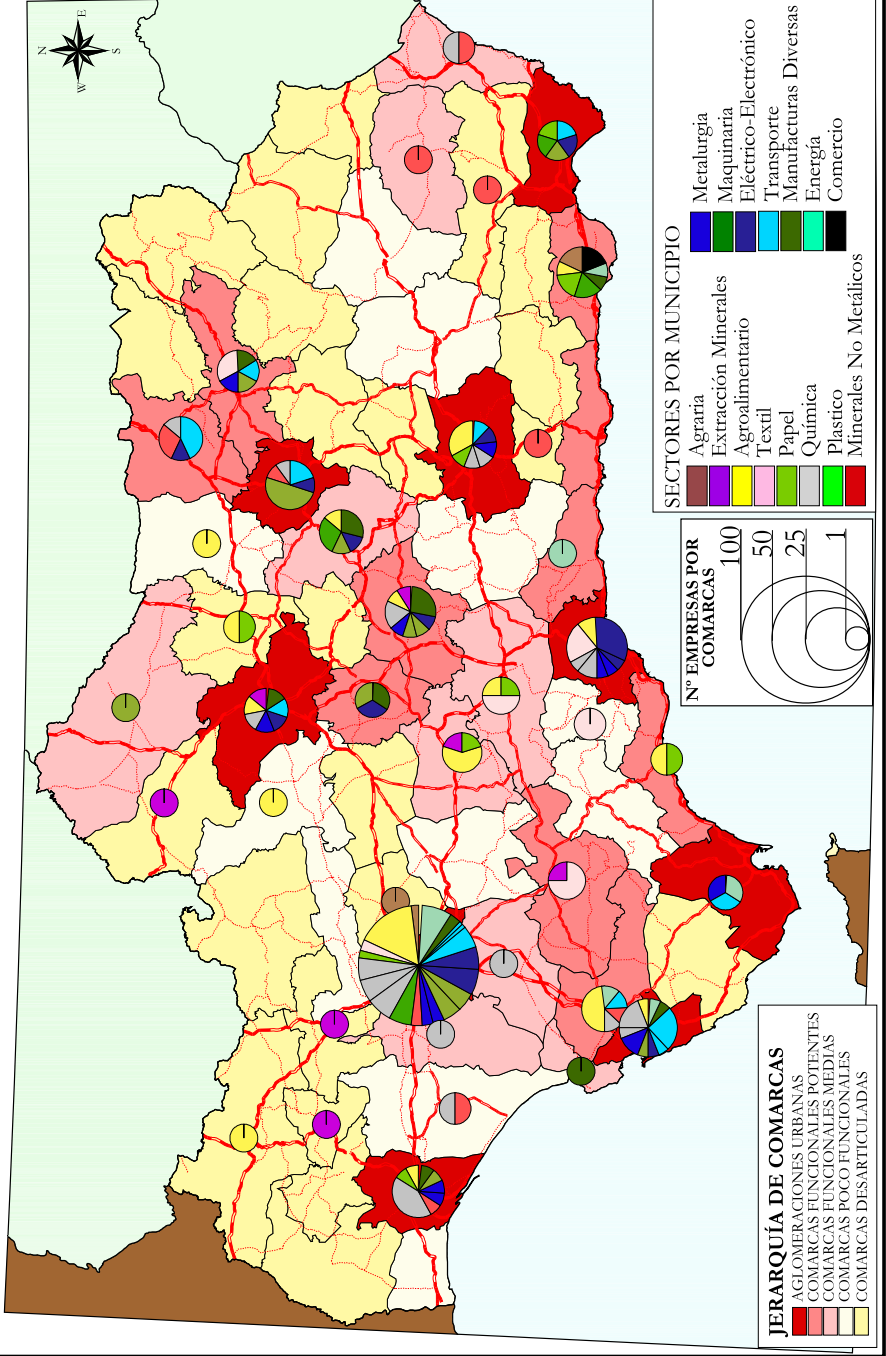 N
E
W
S
SECTORES POR MUNICIPIO
Agraria
Extracción Minerales
Agroalimentario
Textil
Papel
Química
Plastico
Minerales No Metálicos
Metalurgia
Maquinaria
Eléctrico-Electrónico
Transporte
Manufacturas Diversas
Energía
Comercio
Nº EMPRESAS POR
COMARCAS
100
50
25
1
JERARQUÍA DE COMARCAS
AGLOMERACIONES URBANAS
COMARCAS FUNCIONALES POTENTES
COMARCAS FUNCIONALES MEDIAS
COMARCAS POCO FUNCIONALES
COMARCAS DESARTICULADAS